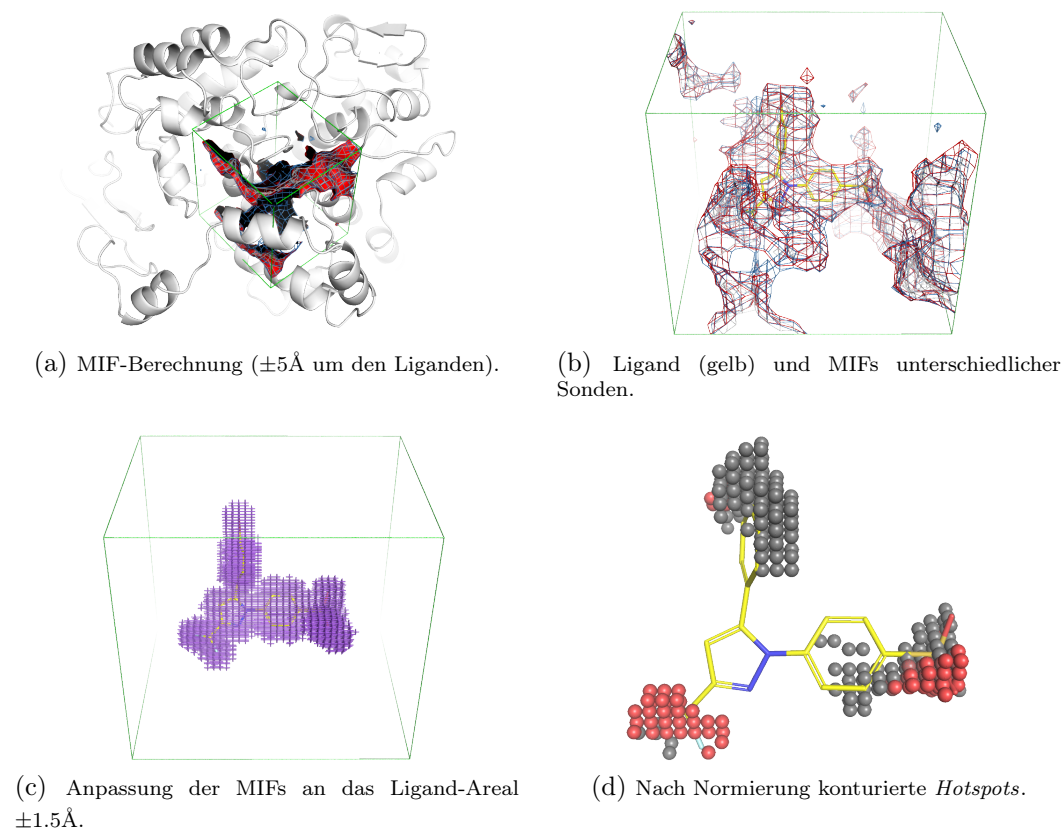 (a) MIF-Berechnung (±5Å um den Liganden).
(b) Ligand (gelb) und MIFs unterschiedlicher
Sonden.
(c) Anpassung der MIFs an das Ligand-Areal
±1.5Å.
(d) Nach Normierung konturierte Hotspots.